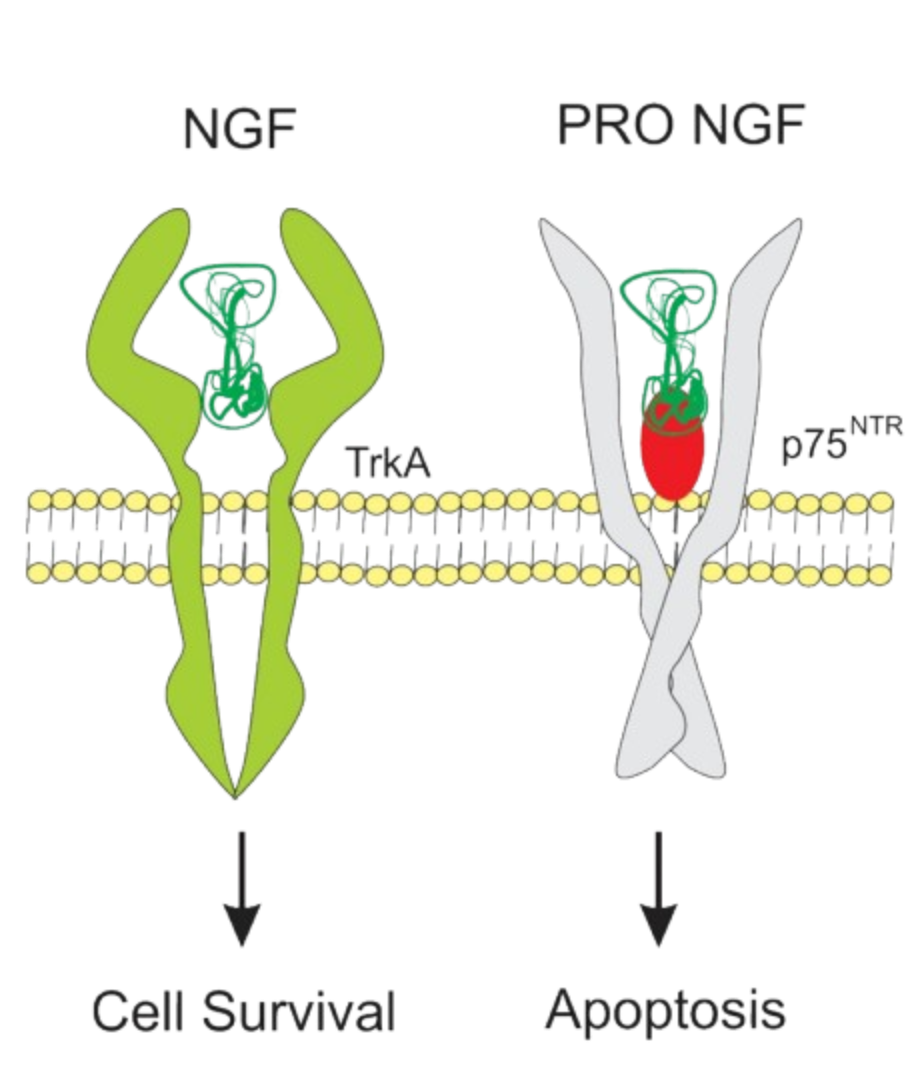 NGF
PRO NGF
TrkA
p75NTR
Cell Survival
Apoptosis